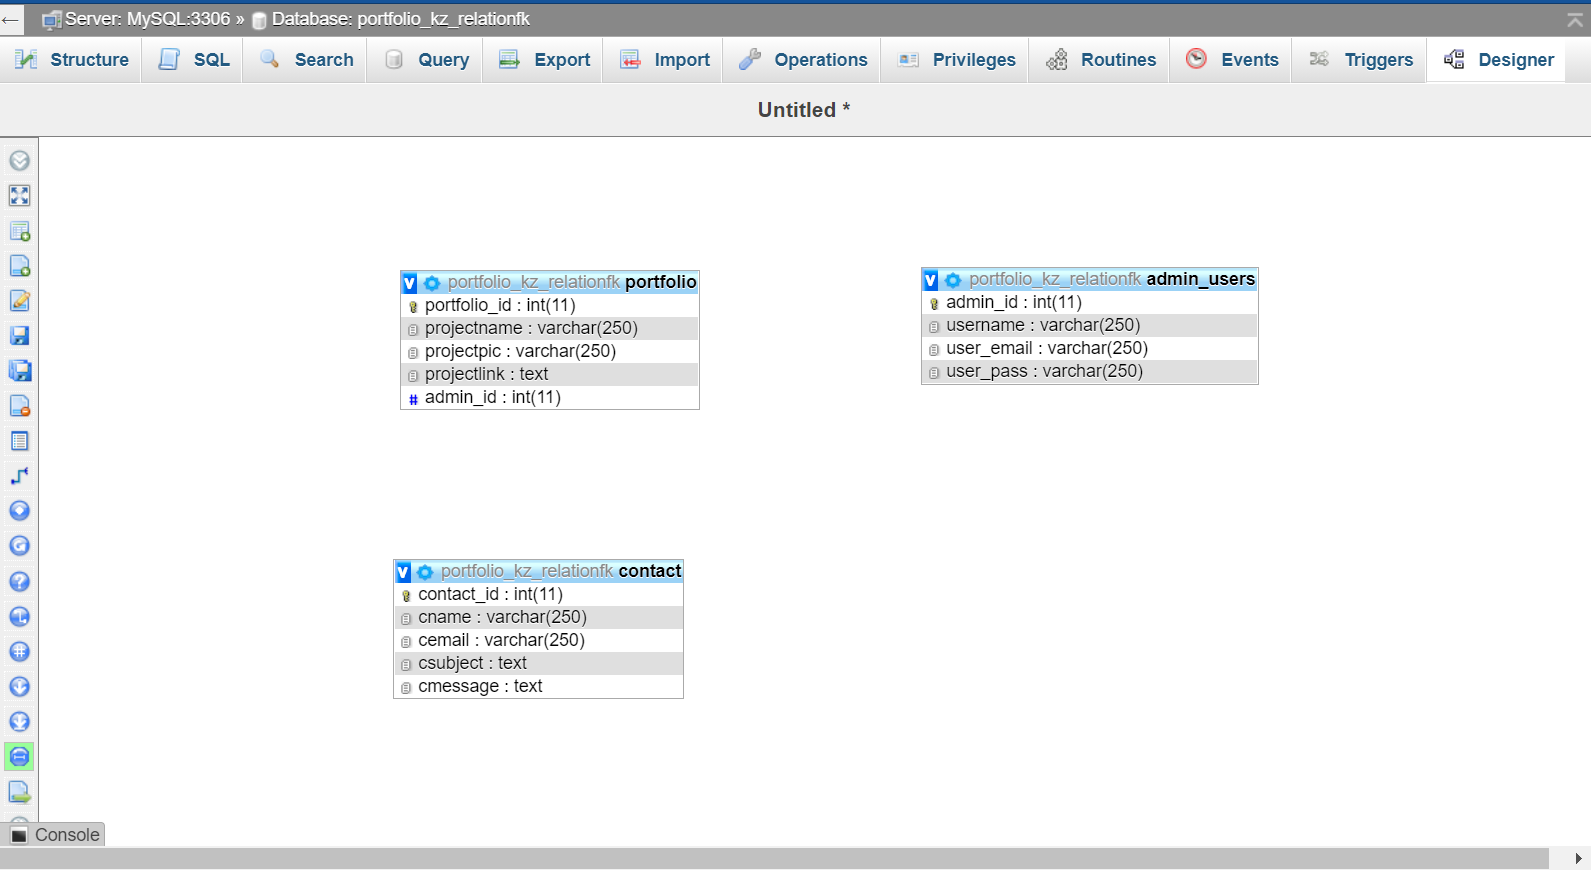 Server: MySQL:3306 » Database: portfolio_kz_relationfk
Structure SQL Search Query Export Import Operations Privileges Routines Events Triggers Designer
Untitled *
v portfolio_kz_relationfk portfolio
portfolio_id : int(11)
projectname : varchar(250)
projectpic : varchar(250)
projectlink : text
# admin_id : int(11)
v portfolio_kz_relationfk admin_users
admin_id : int(11)
username : varchar(250)
user_email : varchar(250)
user_pass : varchar(250)
v portfolio_kz_relationfk contact
contact_id : int(11)
cname : varchar(250)
cemail : varchar(250)
csubject : text
cmessage : text
Console